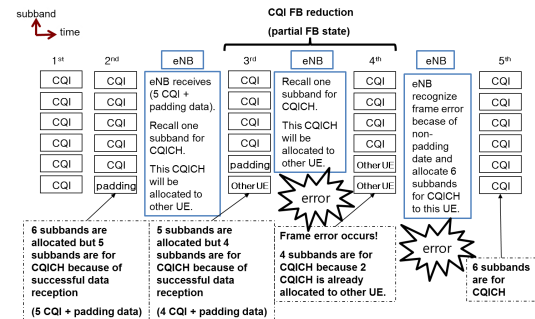 CQI FB reduction
(partial FB state)
subband
time
1st
2nd
eNB
3rd
eNB
4th
eNB
5th
CQI
CQI
CQI
CQI
CQI
CQI
CQI
CQI
CQI
CQI
CQI
padding
eNB receives
(5 CQI +
padding data).
Recall one
subband for
CQICH.
This CQICH
will be
allocated to
other UE.
CQI
CQI
CQI
CQI
padding
Other UE
Recall one
subband for
CQICH.
This CQICH
will be
allocated to
other UE.
error
CQI
CQI
CQI
CQI
Other UE
Other UE
eNB
recognize
frame error
becase of
non-
padding
date and
allocate 6
subbands
for CQICH
to this UE.
error
CQI
CQI
CQI
CQI
CQI
CQI
6 subbands are
allocated but 5
subbands are for
CQICH because of
successful data
reception
(5 CQI + padding data)
5 subbands are
allocated but 4
subbands are for
CQICH because of
successful data
reception
(4 CQI + padding data)
Frame error occurs!
4 subbands are for
CQICH because 2
CQICH is already
allocated to other UE.
6 subbands
are for
CQICH